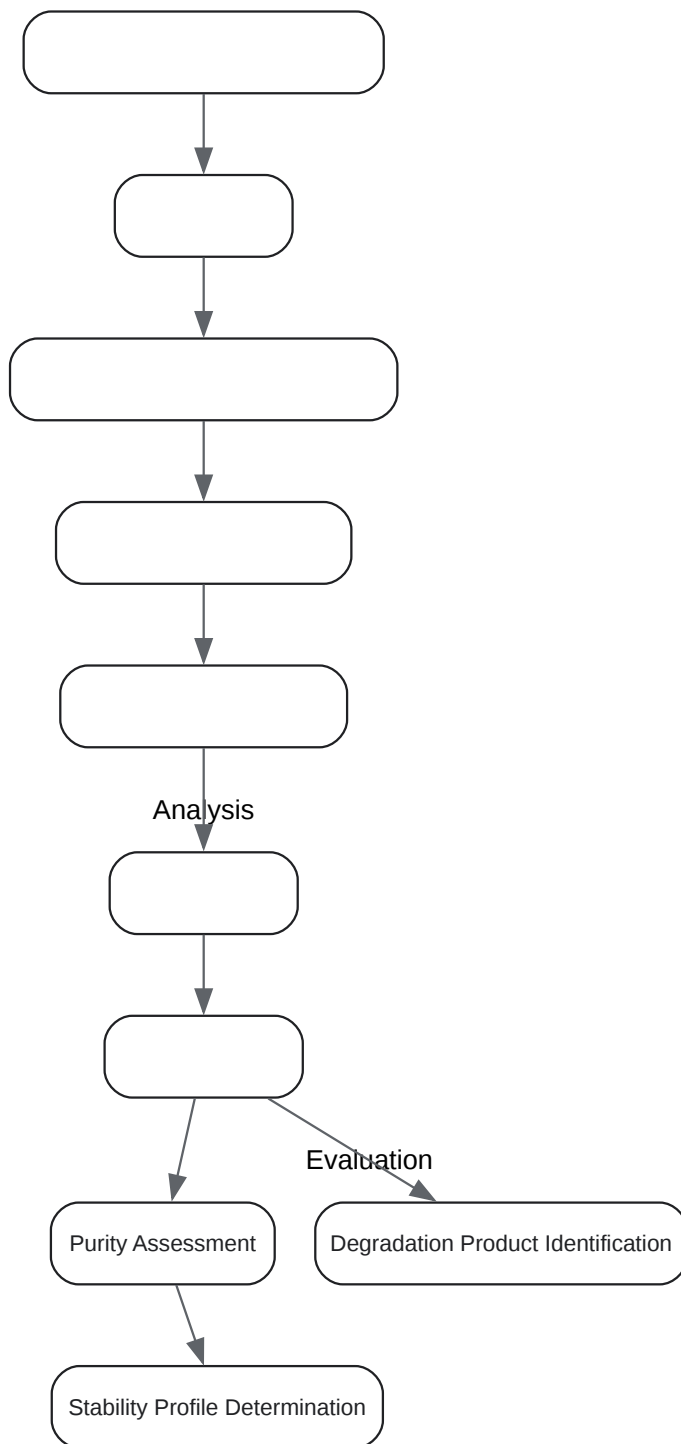 Analysis
Evaluation
Purity Assessment
Degradation Product Identification
Stability Profile Determination